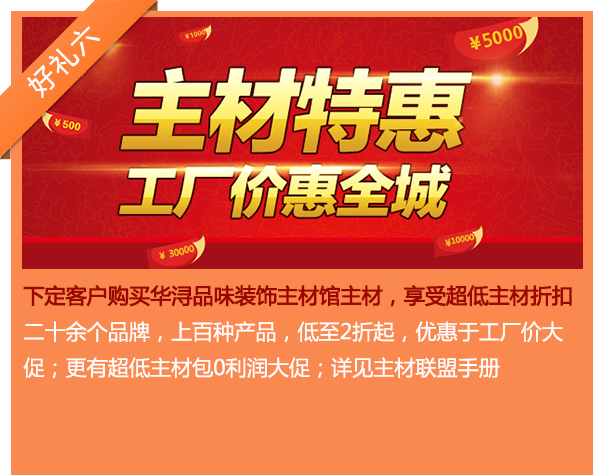 好礼六
¥1000
¥5000
主材特惠
¥500
工厂价惠全城
¥30000
¥10000
下定客户购买华浔品味装饰主材馆主材，享受超低主材折扣
二十余个品牌，上百种产品，低至2折起，优惠于工厂价大
促；更有超低主材包0利润大促；详见主材联盟手册